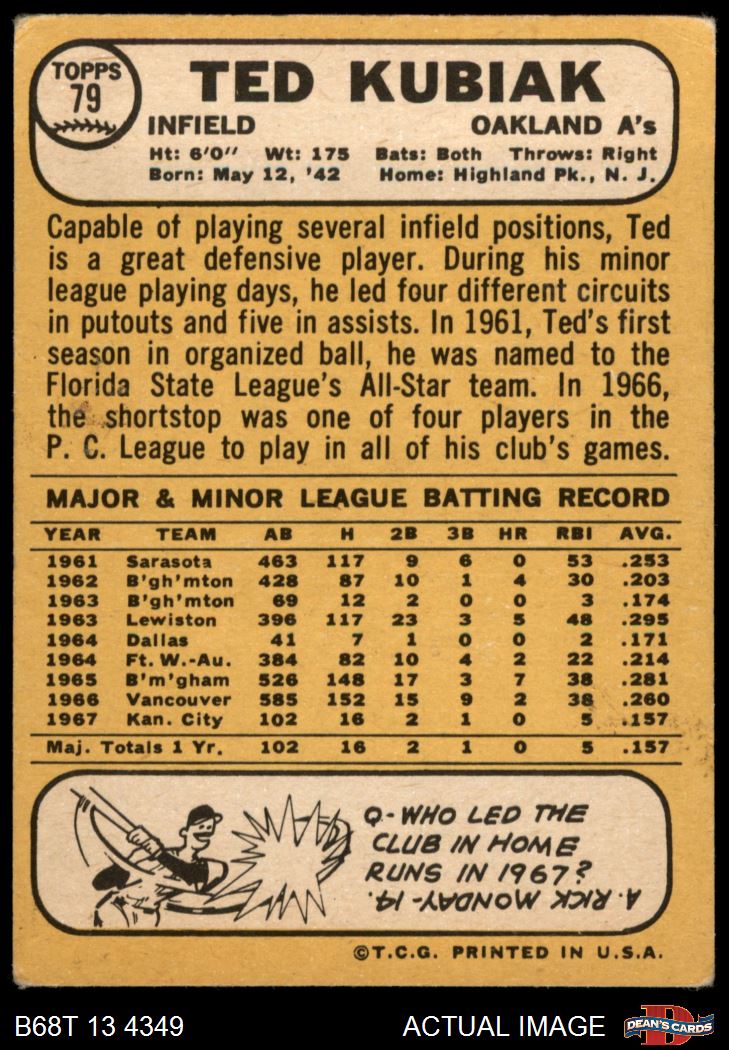 TOPPS
79
TED KUBIAK
INFIELD OAKLAND A's
Ht: 6'0" Wt: 175 Bats: Both Throws: Right
Born: May 12, '42 Home: Highland Pk., N. J.
Capable of playing several infield positions, Ted
is a great defensive player. During his minor
league playing days, he led four different circuits
in putouts and five in assists. In 1961, Ted's first
season in organized ball, he was named to the
Florida State League's All-Star team. In 1966,
the shortstop was one of four players in the
P. C. League to play in all of his club's games.
MAJOR & MINOR LEAGUE BATTING RECORD
YEAR TEAM AB H 2B 3B HR RBI AVG.
1961 Sarasota 463 117 9 6 0 53 .253
1962 B'gh'mton 428 87 10 1 4 30 .203
1963 B'gh'mton 69 12 2 0 0 3 .174
1963 Lewiston 396 117 23 3 5 48 .295
1964 Dallas 41 7 1 0 0 2 .171
1964 Ft. W.-Au. 384 82 10 4 2 22 .214
1965 B'm'gham 526 148 17 3 7 38 .281
1966 Vancouver 585 152 15 9 2 38 .260
1967 Kan. City 102 16 2 1 0 5 .157
Maj. Totals 1 Yr. 102 16 2 1 0 5 .157
Q-WHO LED THE
CLUB IN HOME
RUNS IN 1967?
A. RICK MONDAY-14.
©T.C.G. PRINTED IN U.S.A.
B68T 13 4349 ACTUAL IMAGE DEAN'S CARDS